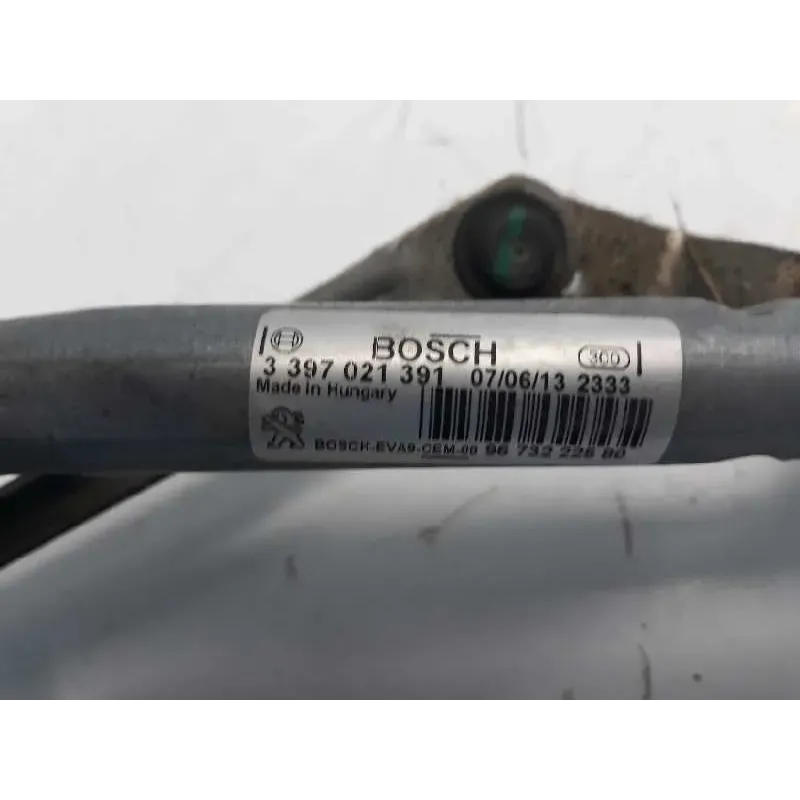 BOSCH 3CD
3 397 021 391 07/06/13 2333
Made in Hungary
BOSCH-EVA9-CEM-00 96 732 226 80